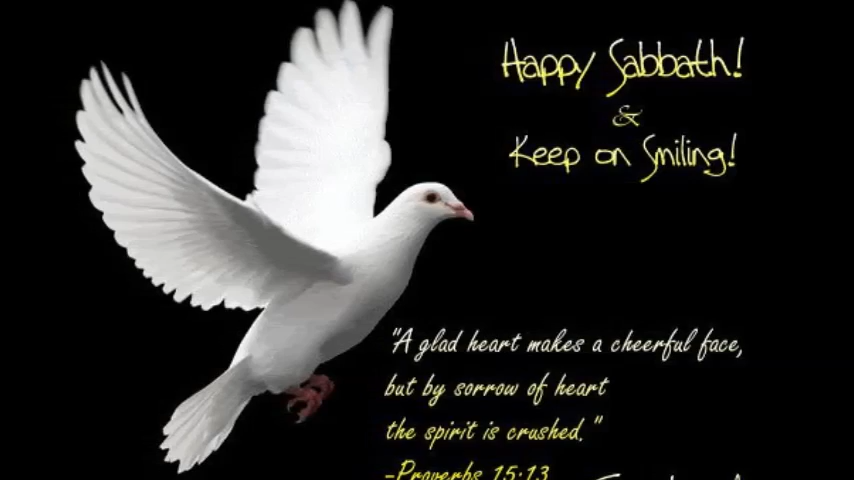 Happy Sabbath!
&
Keep on Smiling!
"A glad heart makes a cheerful face,
but by sorrow of heart
the spirit is crushed."
-Proverbs 15:13